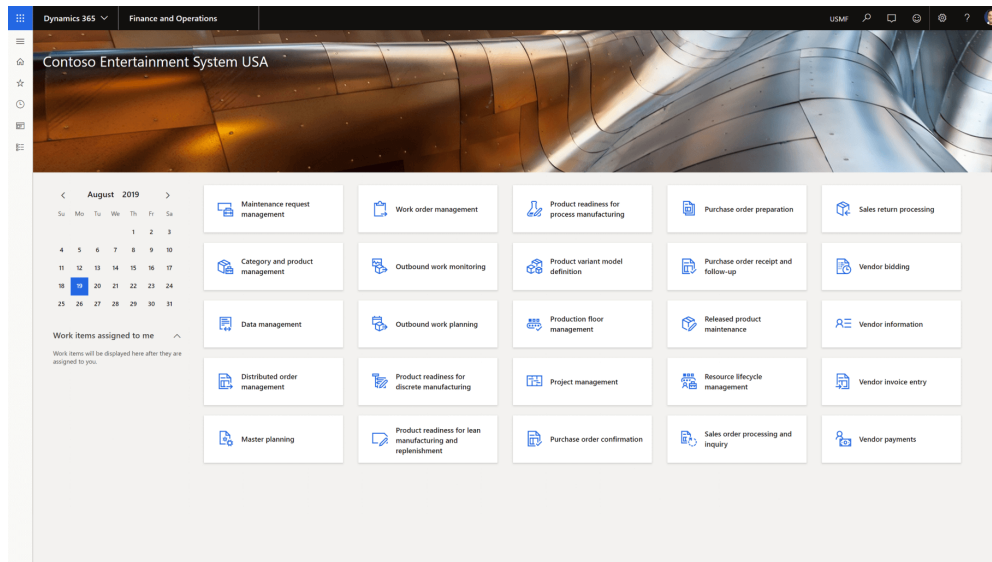 Dynamics 365
Finance and Operations
USMF
?
Contoso Entertainment System USA
August 2019
Su Mo Tu We Th Fr Sa
1 2 3
4 5 6 7 8 9 10
11 12 13 14 15 16 17
18 19 20 21 22 23 24
25 26 27 28 29 30 31
Work items assigned to me
Work items will be displayed here after they are
assigned to you.
Maintenance request
management
Work order management
Product readiness for
process manufacturing
Purchase order preparation
Sales return processing
Category and product
management
Outbound work monitoring
Product variant model
definition
Purchase order receipt and
follow-up
Vendor bidding
Data management
Outbound work planning
Production floor
management
Released product
maintenance
Vendor information
Distributed order
management
Product readiness for
discrete manufacturing
Project management
Resource lifecycle
management
Vendor invoice entry
Master planning
Product readiness for lean
manufacturing and
replenishment
Purchase order confirmation
Sales order processing and
inquiry
Vendor payments